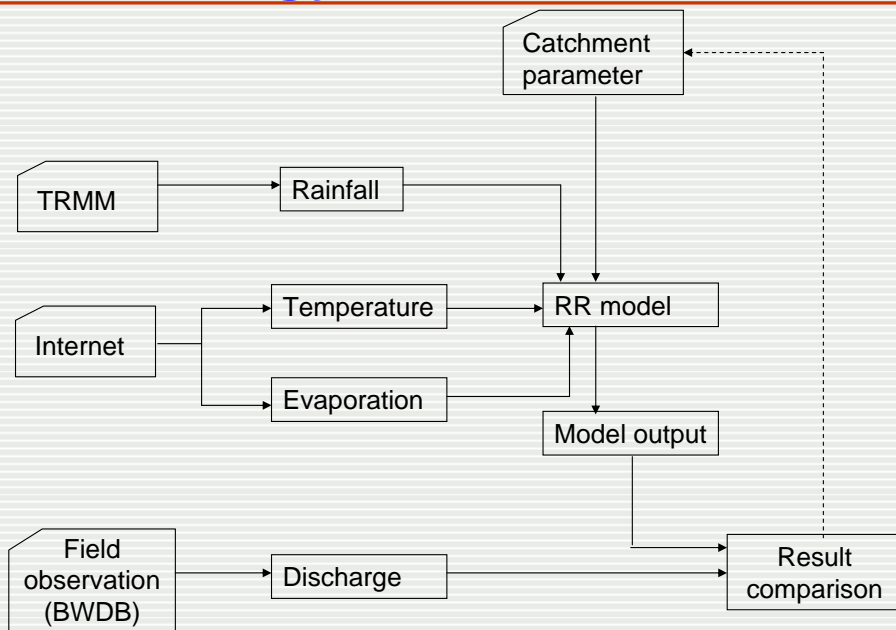 Catchment
parameter
TRMM
Rainfall
Temperature
RR model
Internet
Evaporation
Model output
Field
observation
(BWDB)
Discharge
Result
comparison